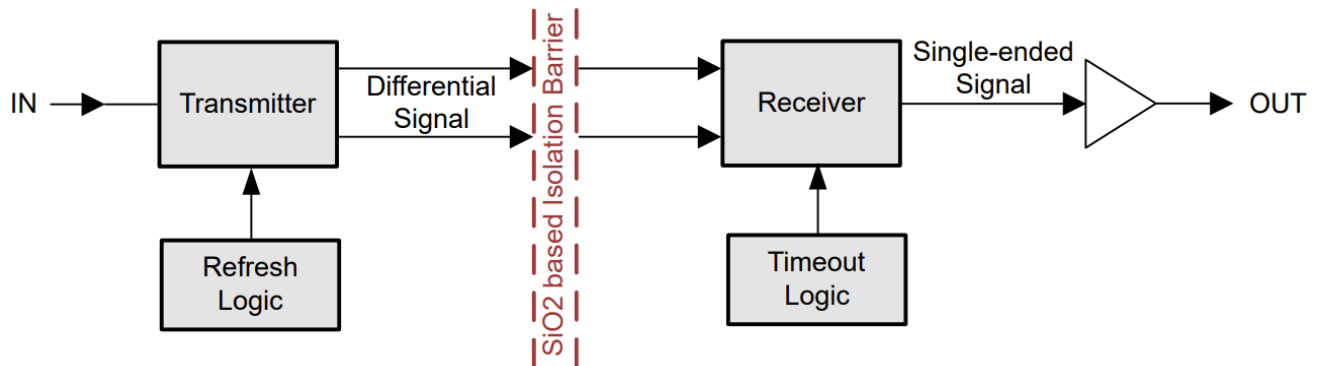 IN
Transmitter
Differential
Signal
SiO2 based Isolation Barrier
Receiver
Single-ended
Signal
OUT
Refresh
Logic
Timeout
Logic